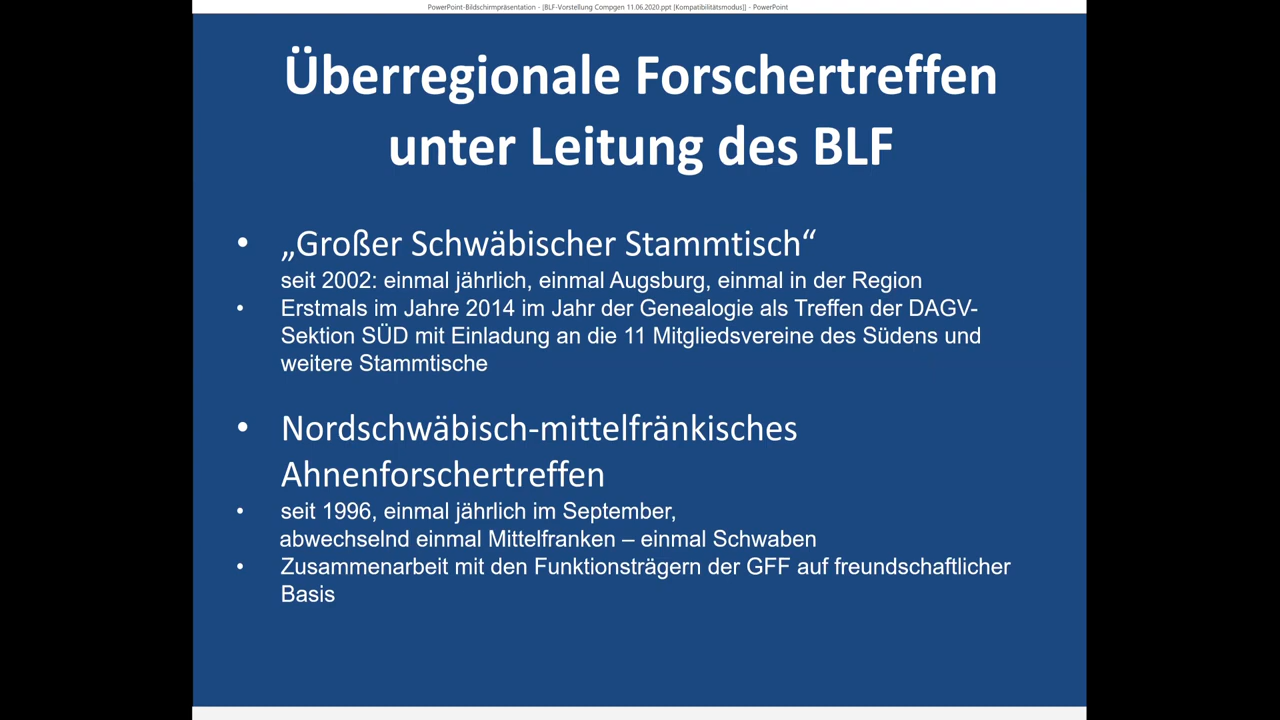 PowerPoint-Bildschirmpräsentation - [BLF-Vorstellung Compgen 11.06.2020.ppt [Kompatibilitätsmodus]] - PowerPoint
Überregionale Forschertreffen
unter Leitung des BLF
• „Großer Schwäbischer Stammtisch“
seit 2002: einmal jährlich, einmal Augsburg, einmal in der Region
• Erstmals im Jahre 2014 im Jahr der Genealogie als Treffen der DAGV-
Sektion SÜD mit Einladung an die 11 Mitgliedsvereine des Südens und
weitere Stammtische
• Nordschwäbisch-mittelfränkisches
Ahnenforschertreffen
• seit 1996, einmal jährlich im September,
abwechselnd einmal Mittelfranken – einmal Schwaben
• Zusammenarbeit mit den Funktionsträgern der GFF auf freundschaftlicher
Basis